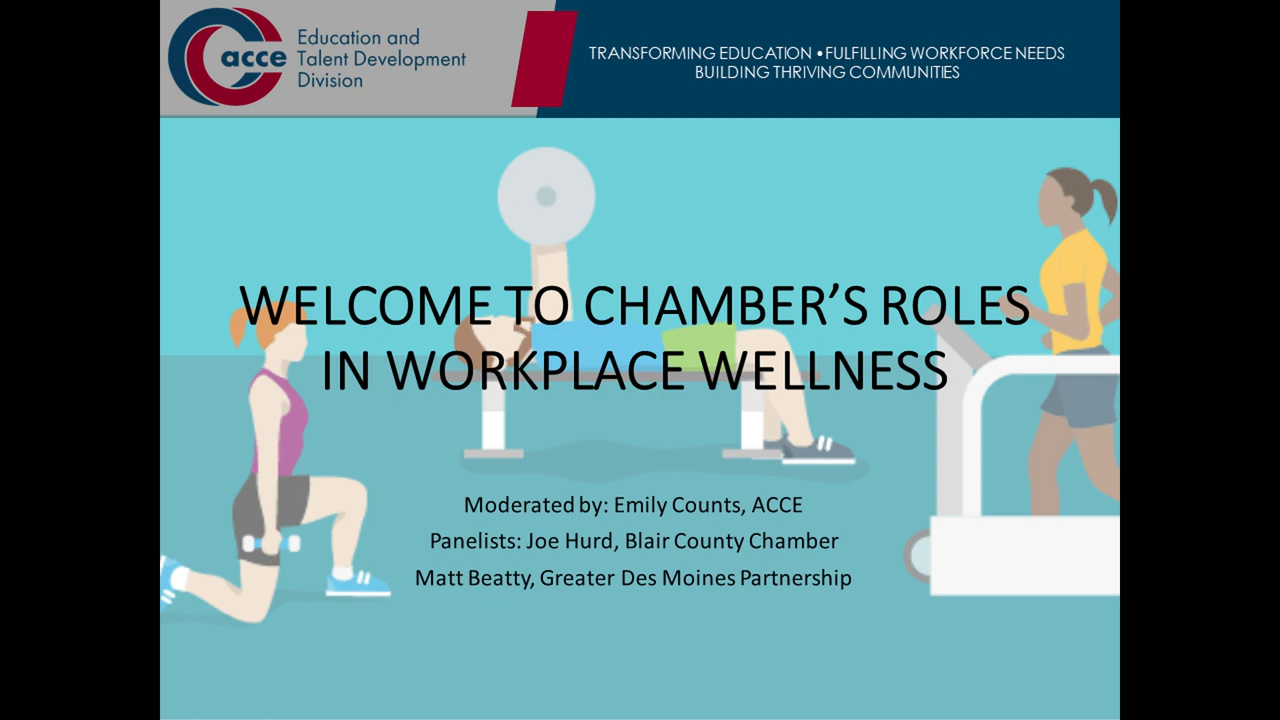 acce
Education and
Talent Development
Division
TRANSFORMING EDUCATION • FULFILLING WORKFORCE NEEDS
BUILDING THRIVING COMMUNITIES
WELCOME TO CHAMBER’S ROLES
IN WORKPLACE WELLNESS
Moderated by: Emily Counts, ACCE
Panelists: Joe Hurd, Blair County Chamber
Matt Beatty, Greater Des Moines Partnership